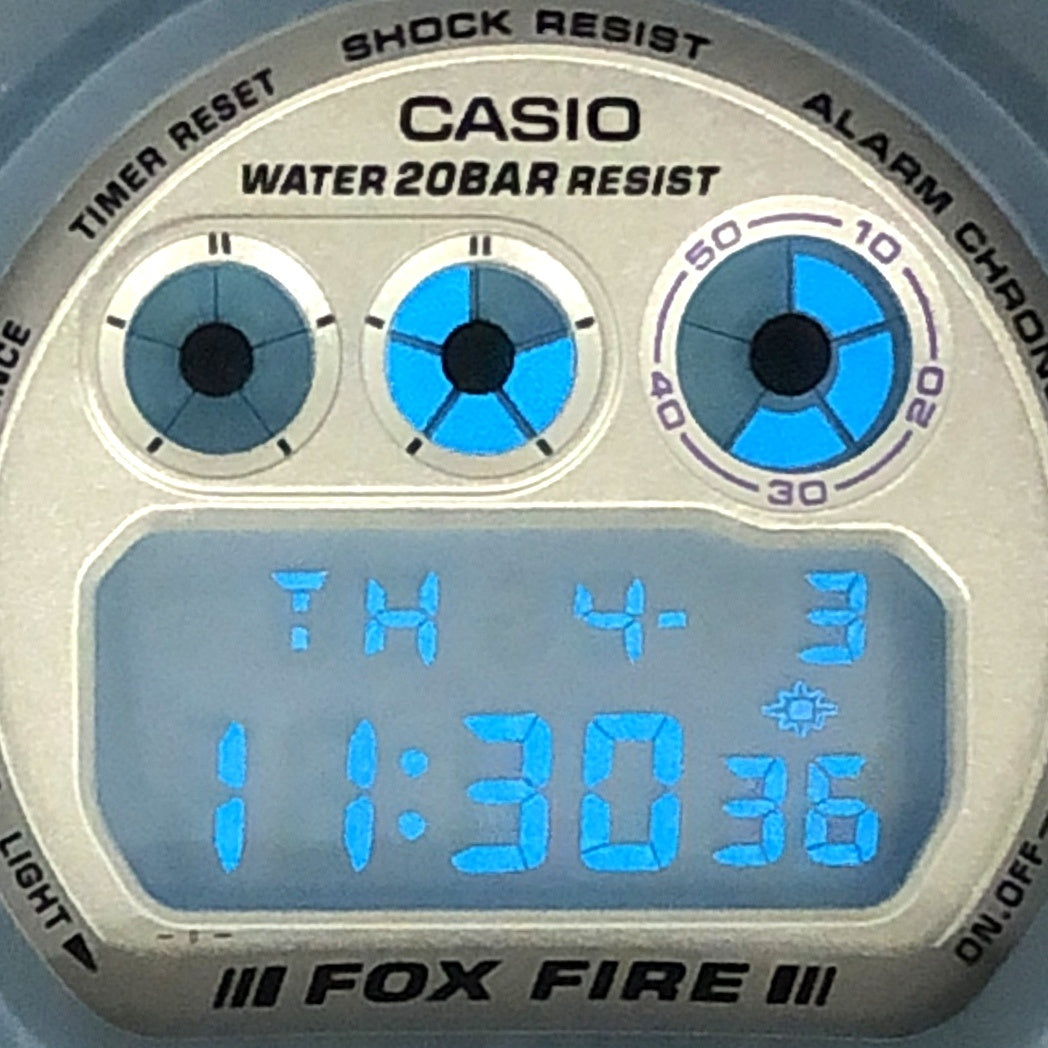 SHOCK RESIST
TIMER RESET
ALARM CHRONO
CASIO
WATER 20BAR RESIST
50 10
40 20
30
TH 4- 3
11:30 36
LIGHT
ON.OFF
FOX FIRE